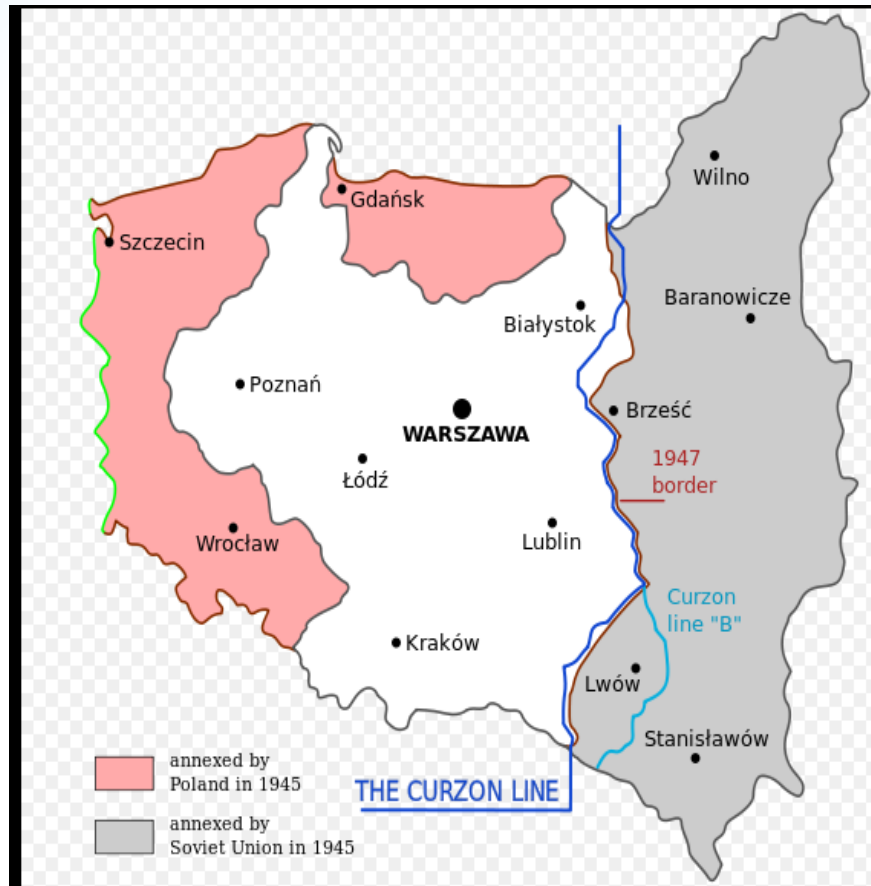 Wilno
Gdańsk
Szczecin
Baranowicze
Białystok
Poznań
Brześć
WARSZAWA
1947
border
Łódź
Lublin
Wrocław
Curzon
line "B"
Kraków
Lwów
Stanisławów
annexed by
Poland in 1945
THE CURZON LINE
annexed by
Soviet Union in 1945